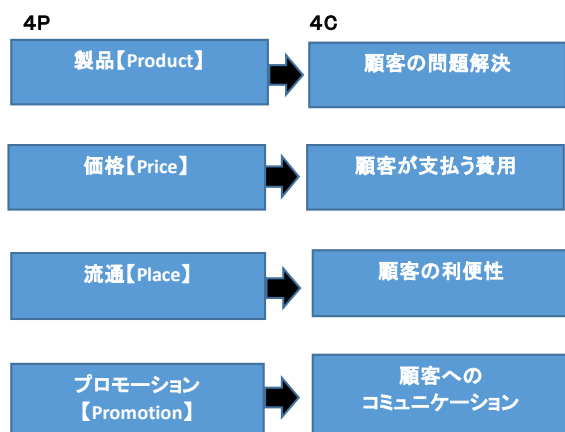 4P
4C
製品【Product】
顧客の問題解決
価格【Price】
顧客が支払う費用
流通【Place】
顧客の利便性
プロモーション
【Promotion】
顧客への
コミュニケーション